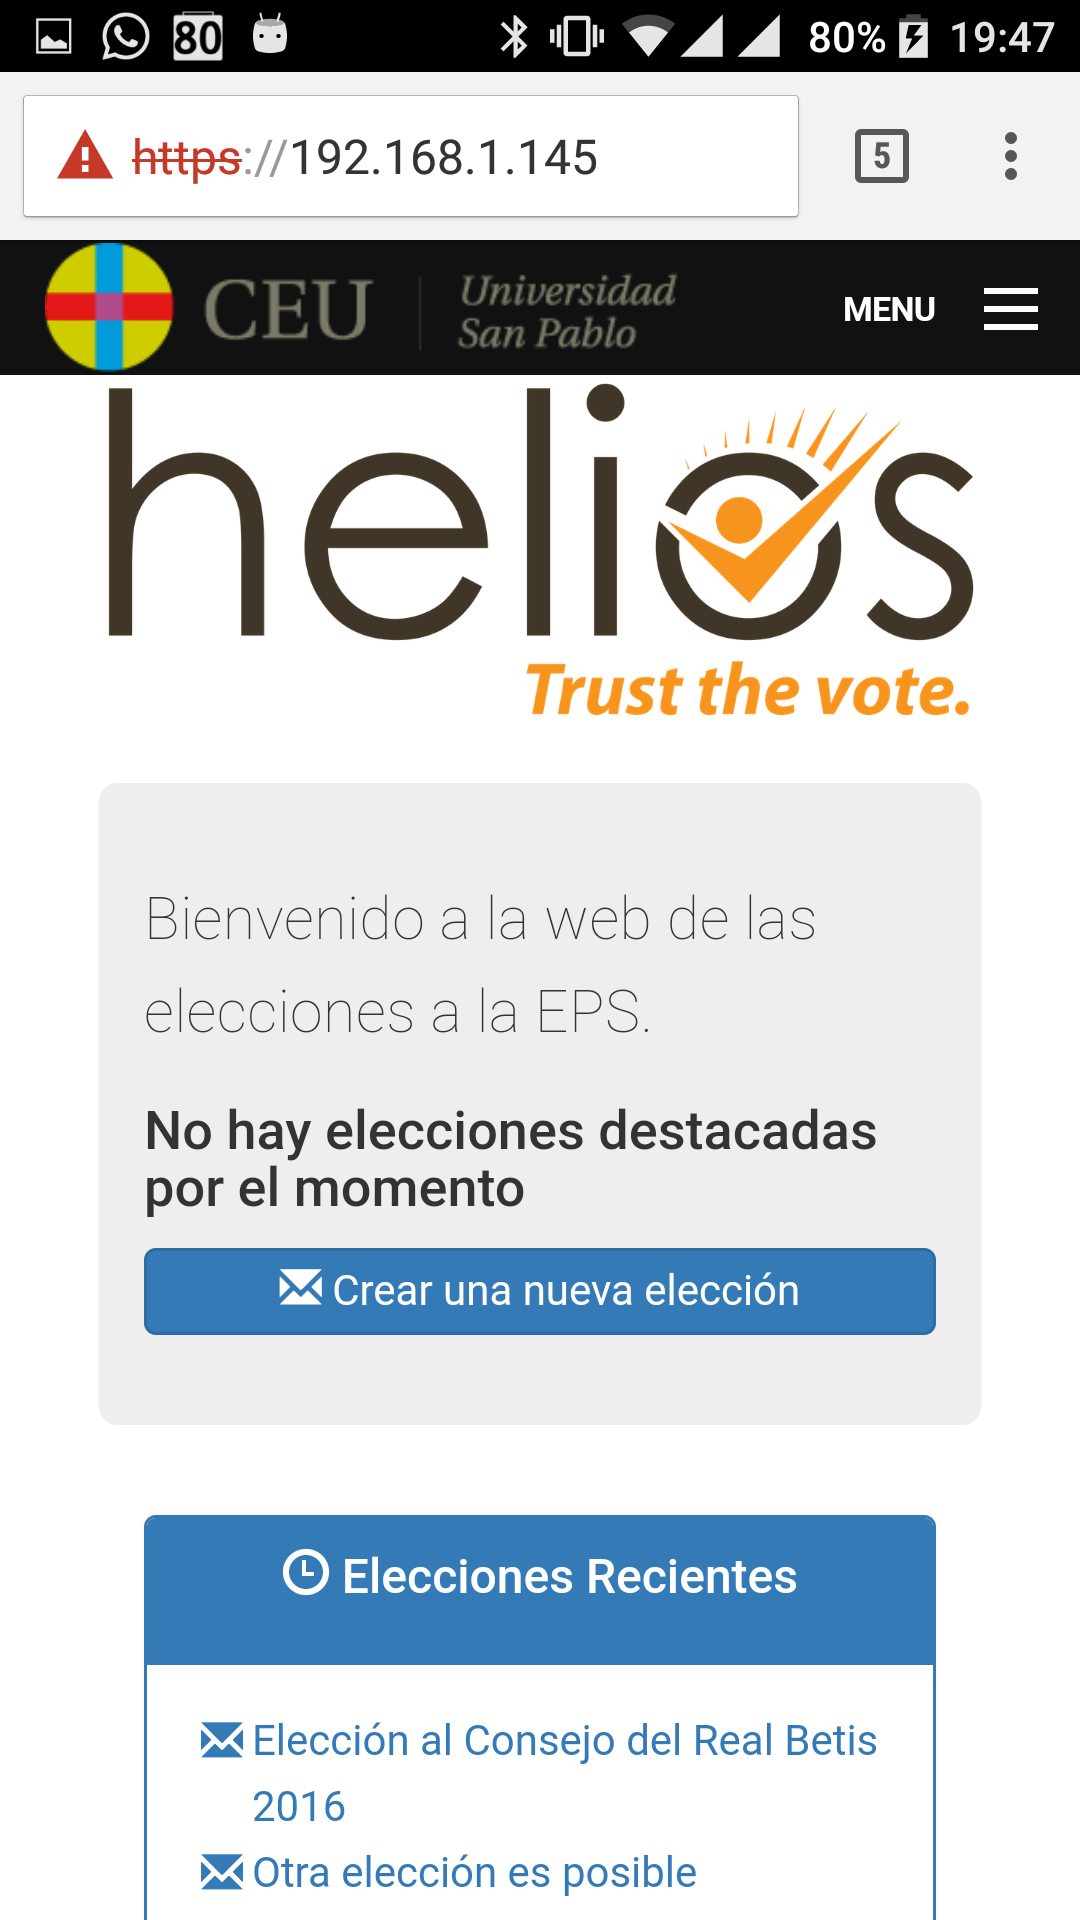 80 80% 19:47
https://192.168.1.145 5
CEU Universidad San Pablo MENU
helios
Trust the vote.
Bienvenido a la web de las
elecciones a la EPS.
No hay elecciones destacadas
por el momento
Crear una nueva elección
Elecciones Recientes
Elección al Consejo del Real Betis
2016
Otra elección es posible